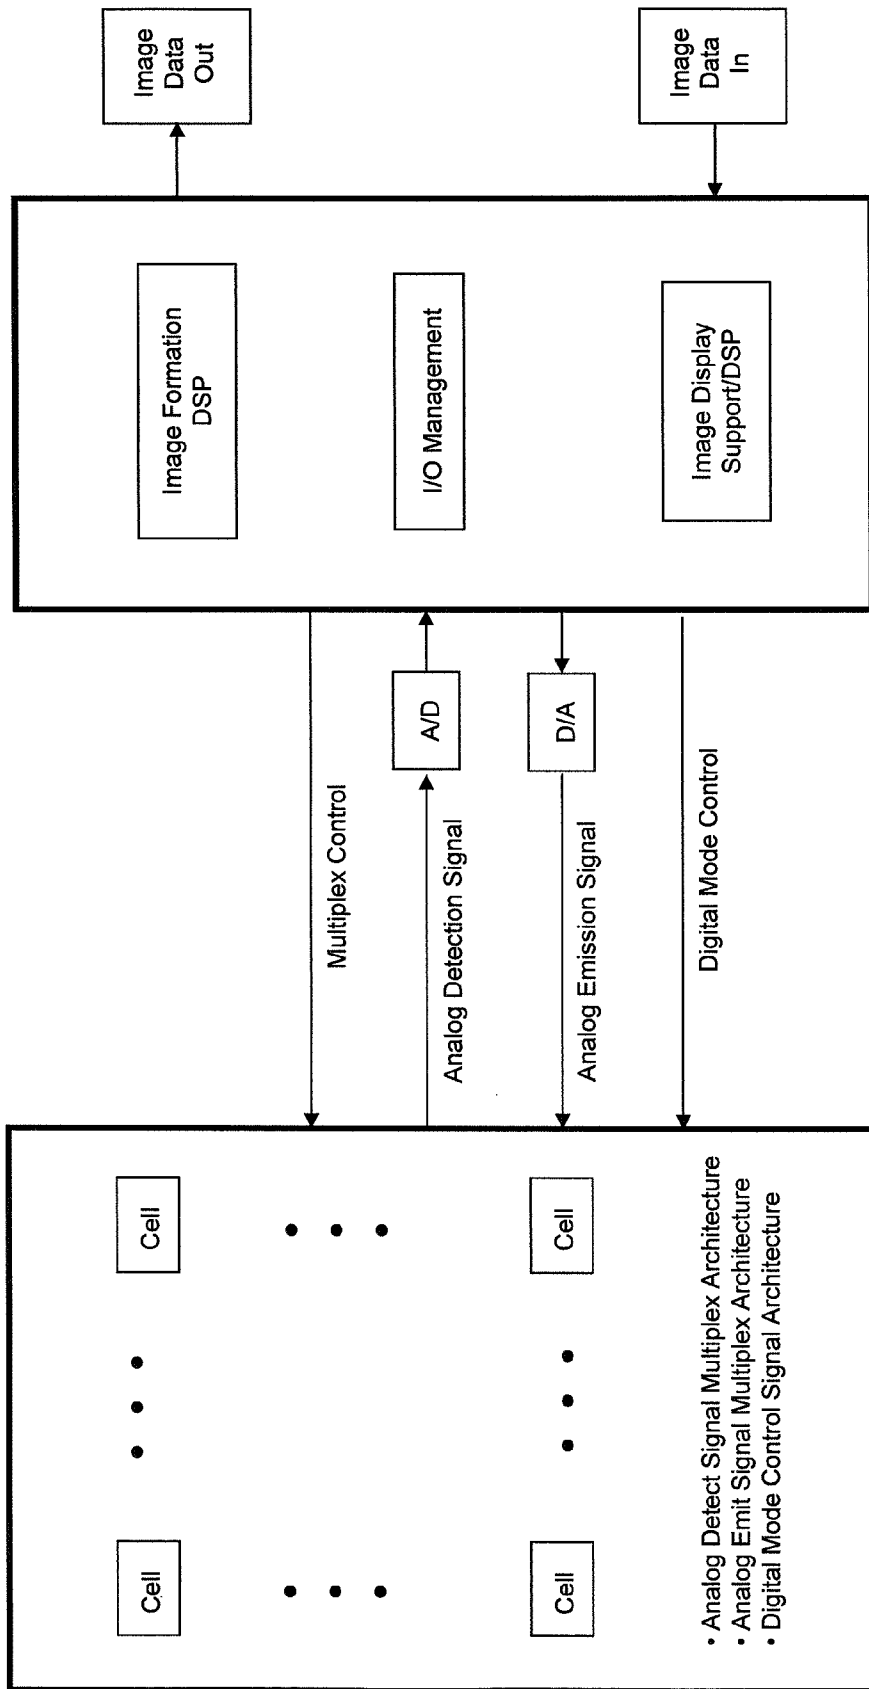 Cell
Cell
Cell
Cell
• Analog Detect Signal Multiplex Architecture
• Analog Emit Signal Multiplex Architecture
• Digital Mode Control Signal Architecture
Multiplex Control
Analog Detection Signal
A/D
Analog Emission Signal
D/A
Digital Mode Control
Image Formation
DSP
I/O Management
Image Display
Support/DSP
Image
Data
Out
Image
Data
In